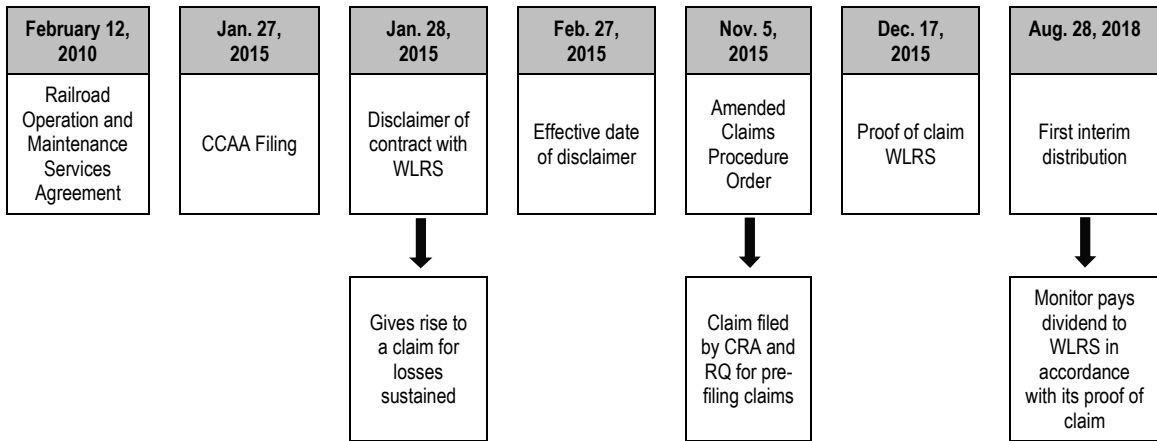 February 12,
2010
Railroad
Operation and
Maintenance
Services
Agreement
Jan. 27,
2015
CCAA Filing
Jan. 28,
2015
Disclaimer of
contract with
WLRS
Gives rise to
a claim for
losses
sustained
Feb. 27,
2015
Effective date
of disclaimer
Nov. 5,
2015
Amended
Claims
Procedure
Order
Claim filed
by CRA and
RQ for pre-
filing claims
Dec. 17,
2015
Proof of claim
WLRS
Aug. 28, 2018
First interim
distribution
Monitor pays
dividend to
WLRS in
accordance
with its proof of
claim